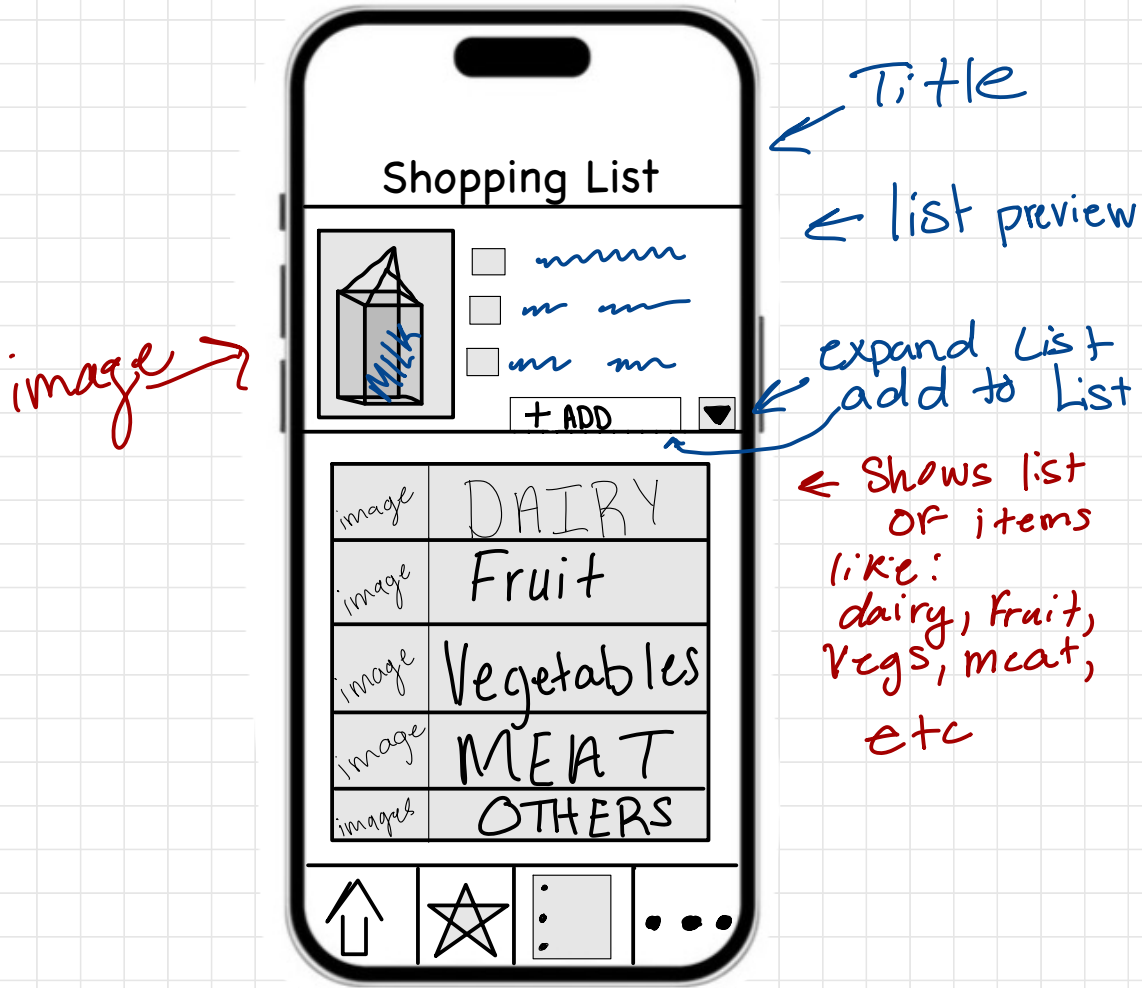 Title
Shopping List
list preview
MILK
image
expand List
add to List
+ ADD
Shows list
OF items
like:
dairy, Fruit,
Vegs, meat,
etc
image DAIRY
image Fruit
image Vegetables
image MEAT
images OTHERS